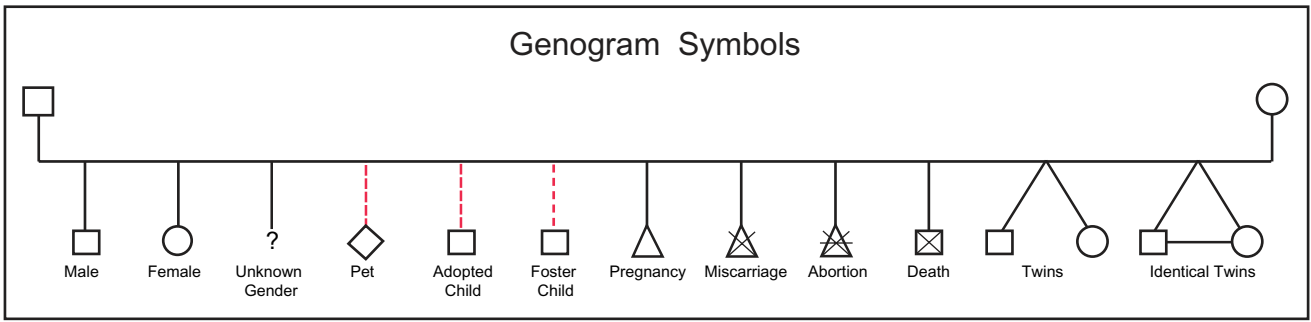 Genogram Symbols
?
Male
Female
Unknown
Gender
Pet
Adopted
Child
Foster
Child
Pregnancy
Miscarriage
Abortion
Death
Twins
Identical Twins